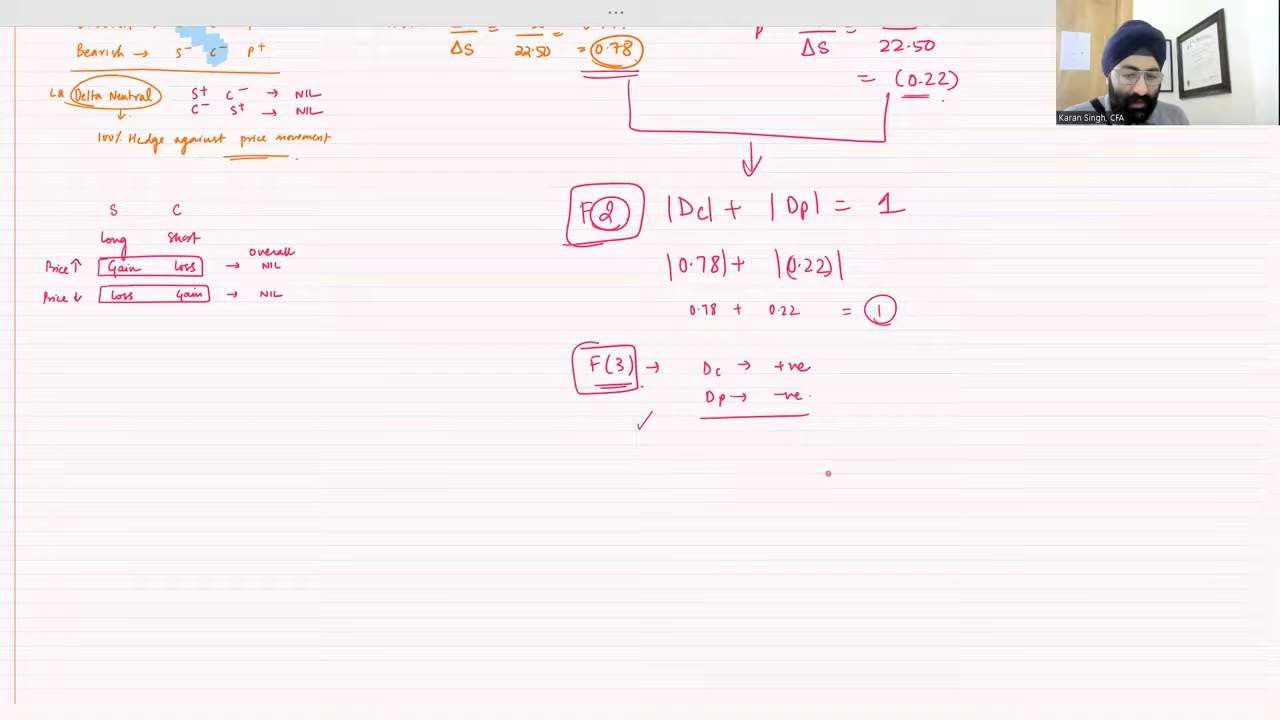 ...
Bearish → S⁻ C⁻ P⁺
ΔS 22.50 = 0.78
P ΔS 22.50
= (0.22)
Delta Neutral S⁺ C⁻ → NIL
C⁻ S⁺ → NIL
100% Hedge against price movement
S C
Long Short
Overall
Price ↑ Gain Loss → NIL
Price ↓ Loss Gain → NIL
F2 |Dc| + |Dp| = 1
|0.78| + |(0.22)|
0.78 + 0.22 = 1
F(3) → Dc → +ve
Dp → -ve.
✓
Karan Singh, CFA